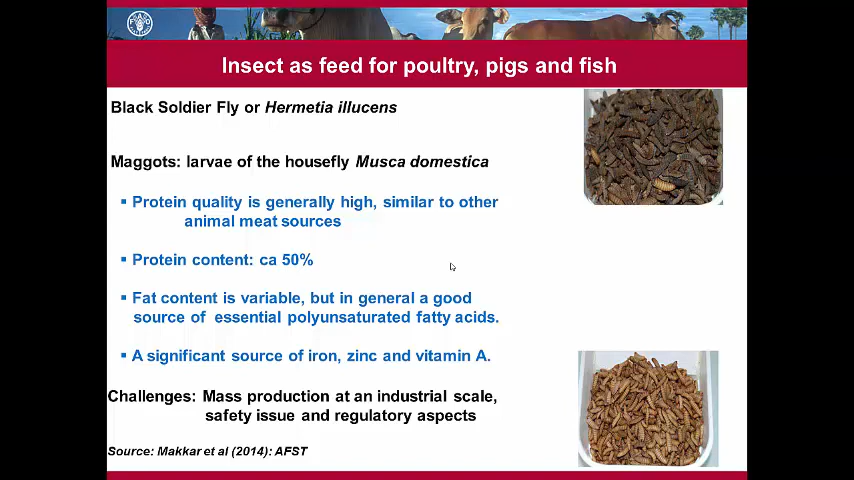 Insect as feed for poultry, pigs and fish
Black Soldier Fly or Hermetia illucens
Maggots: larvae of the housefly Musca domestica
▪ Protein quality is generally high, similar to other
animal meat sources
▪ Protein content: ca 50%
▪ Fat content is variable, but in general a good
source of essential polyunsaturated fatty acids.
▪ A significant source of iron, zinc and vitamin A.
Challenges: Mass production at an industrial scale,
safety issue and regulatory aspects
Source: Makkar et al (2014): AFST